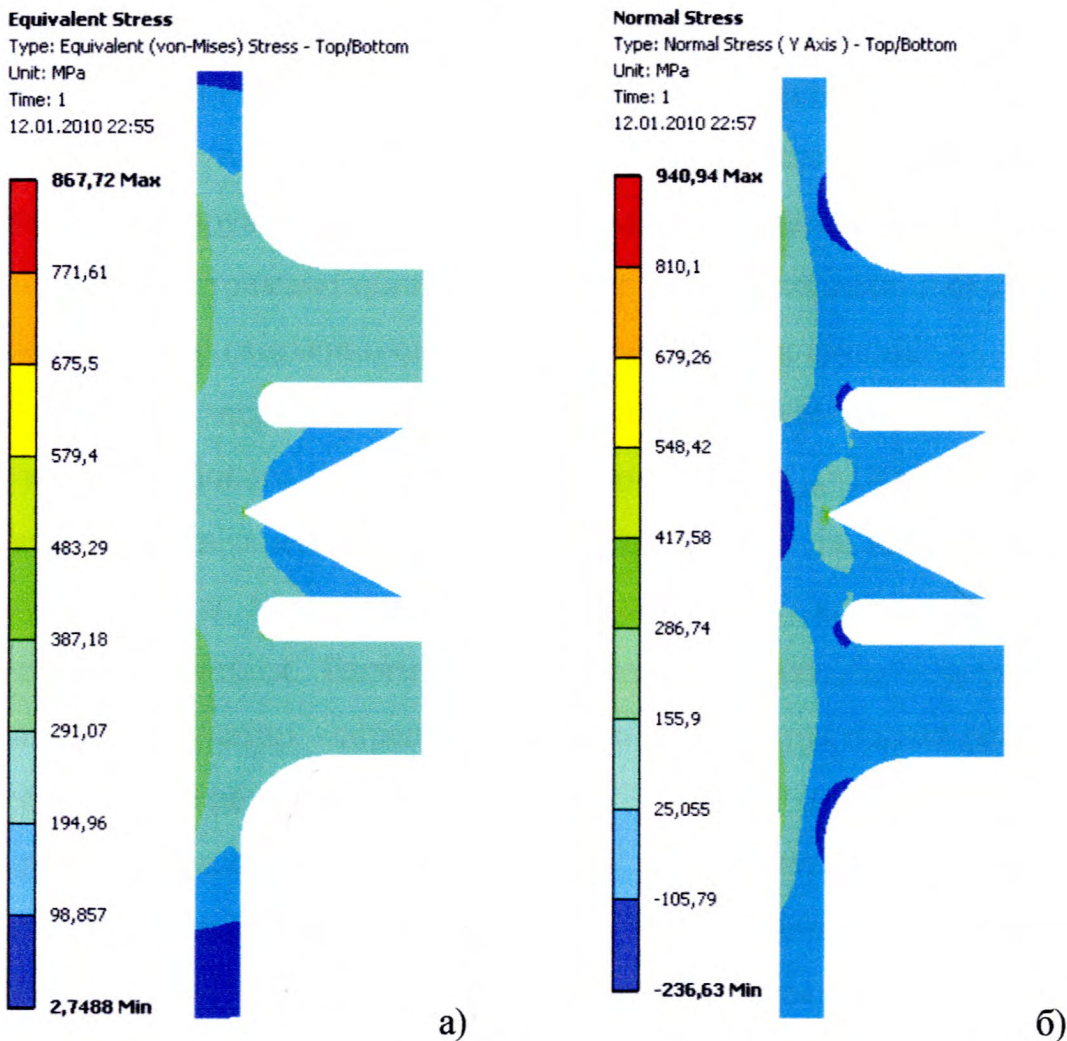 Equivalent Stress
Type: Equivalent (von-Mises) Stress - Top/Bottom
Unit: MPa
Time: 1
12.01.2010 22:55
867,72 Max
771,61
675,5
579,4
483,29
387,18
291,07
194,96
98,857
2,7488 Min
а)
Normal Stress
Type: Normal Stress ( Y Axis ) - Top/Bottom
Unit: MPa
Time: 1
12.01.2010 22:57
940,94 Max
810,1
679,26
548,42
417,58
286,74
155,9
25,055
-105,79
-236,63 Min
б)